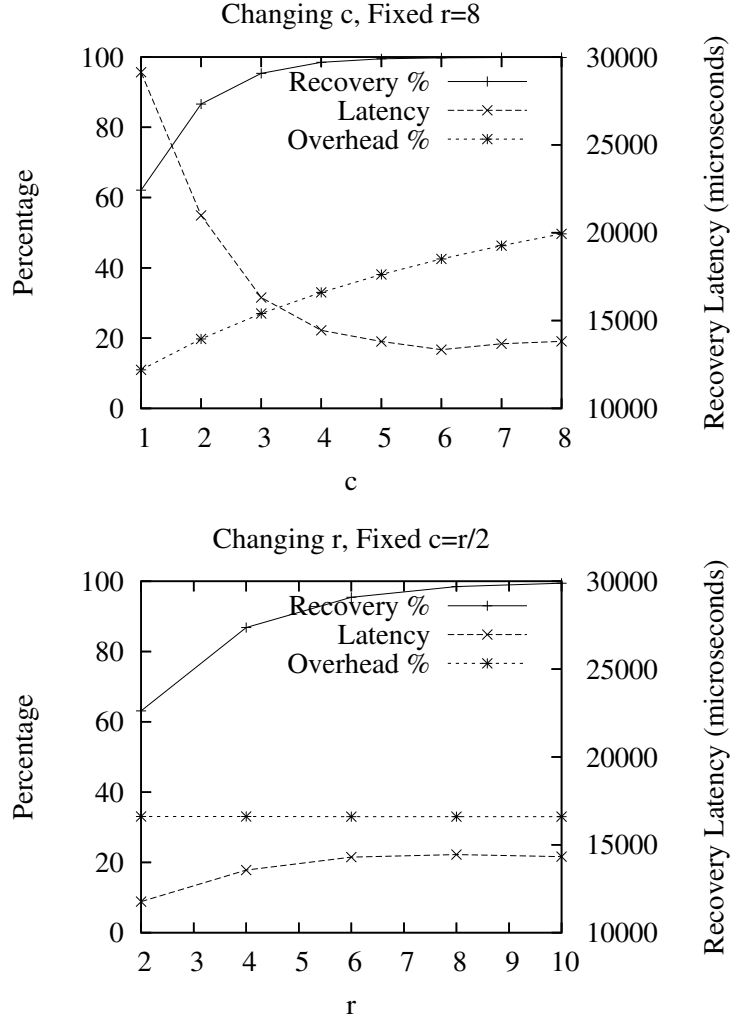 Changing c, Fixed r=8
Percentage
Recovery Latency (microseconds)
100
80
60
40
20
0
30000
25000
20000
15000
10000
Recovery %
Latency
Overhead %
1 2 3 4 5 6 7 8
c
Changing r, Fixed c=r/2
Percentage
Recovery Latency (microseconds)
100
80
60
40
20
0
30000
25000
20000
15000
10000
Recovery %
Latency
Overhead %
2 3 4 5 6 7 8 9 10
r